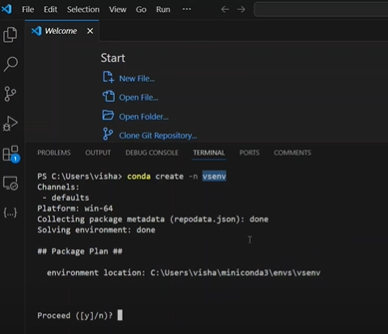 File Edit Selection View Go Run ...
Welcome
Start
New File...
Open File...
Open Folder...
Clone Git Repository...
1
PROBLEMS OUTPUT DEBUG CONSOLE TERMINAL PORTS COMMENTS
PS C:\Users\visha> conda create -n vsenv
Channels:
- defaults
Platform: win-64
Collecting package metadata (repodata.json): done
Solving environment: done
## Package Plan ##
environment location: C:\Users\visha\miniconda3\envs\vsenv
Proceed ([y]/n)?